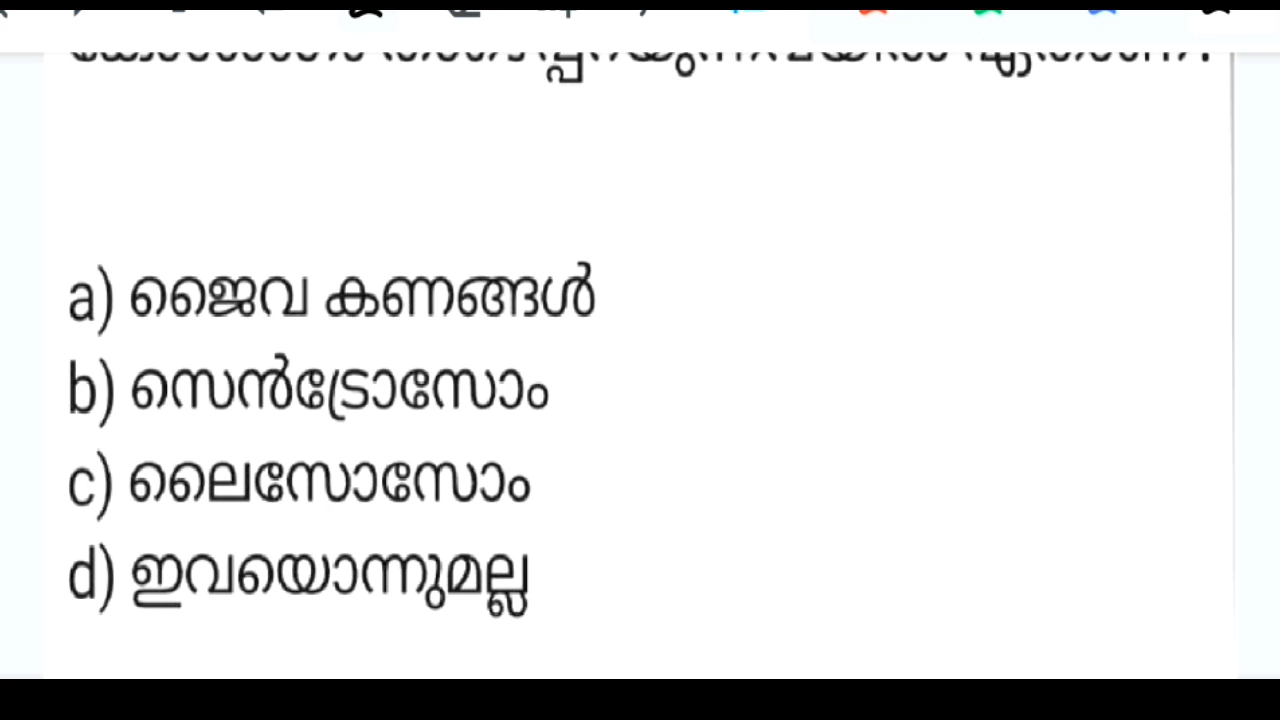 a) ജൈവ കണങ്ങൾ
b) സെൻട്രോസോം
c) ലൈസോസോം
d) ഇവയൊന്നുമല്ല